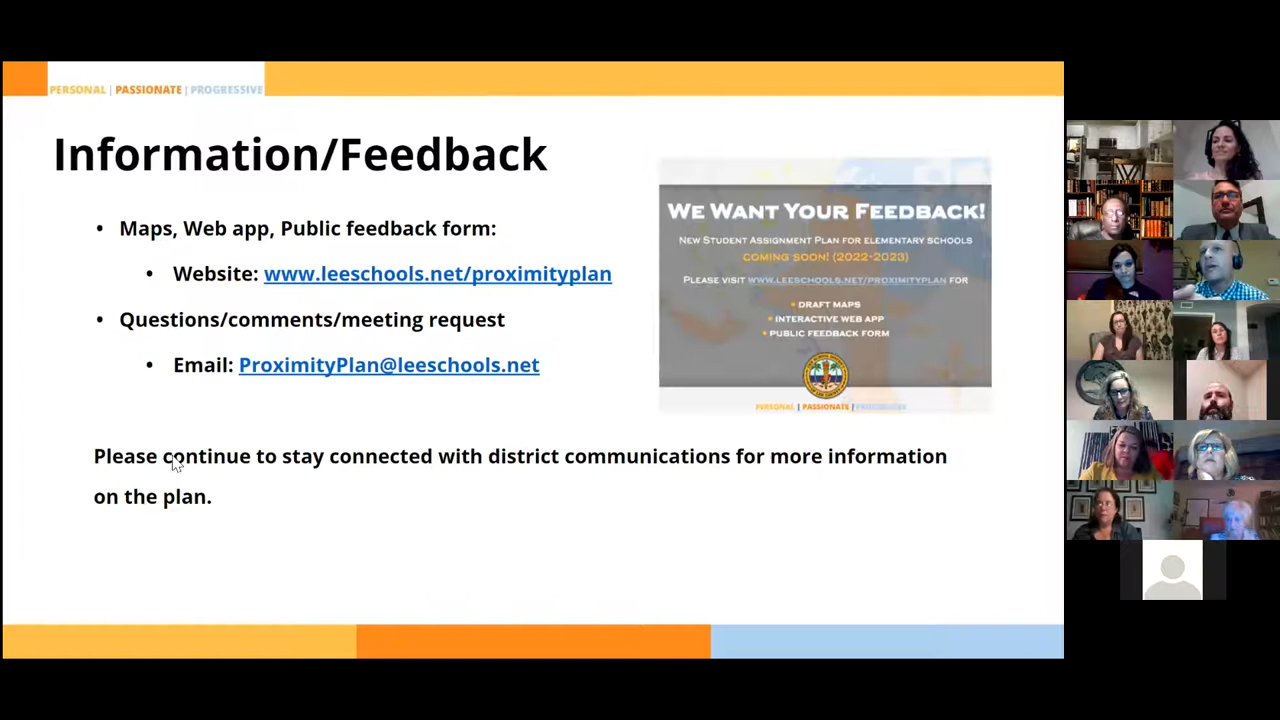 PERSONAL | PASSIONATE | PROGRESSIVE
Information/Feedback
• Maps, Web app, Public feedback form:
• Website: www.leeschools.net/proximityplan
• Questions/comments/meeting request
• Email: ProximityPlan@leeschools.net
WE WANT YOUR FEEDBACK!
NEW STUDENT ASSIGNMENT PLAN FOR ELEMENTARY SCHOOLS
COMING SOON! (2022-2023)
PLEASE VISIT WWW.LEESCHOOLS.NET/PROXIMITYPLAN FOR
• DRAFT MAPS
• INTERACTIVE WEB APP
• PUBLIC FEEDBACK FORM
PERSONAL | PASSIONATE | PROGRESSIVE
Please continue to stay connected with district communications for more information
on the plan.